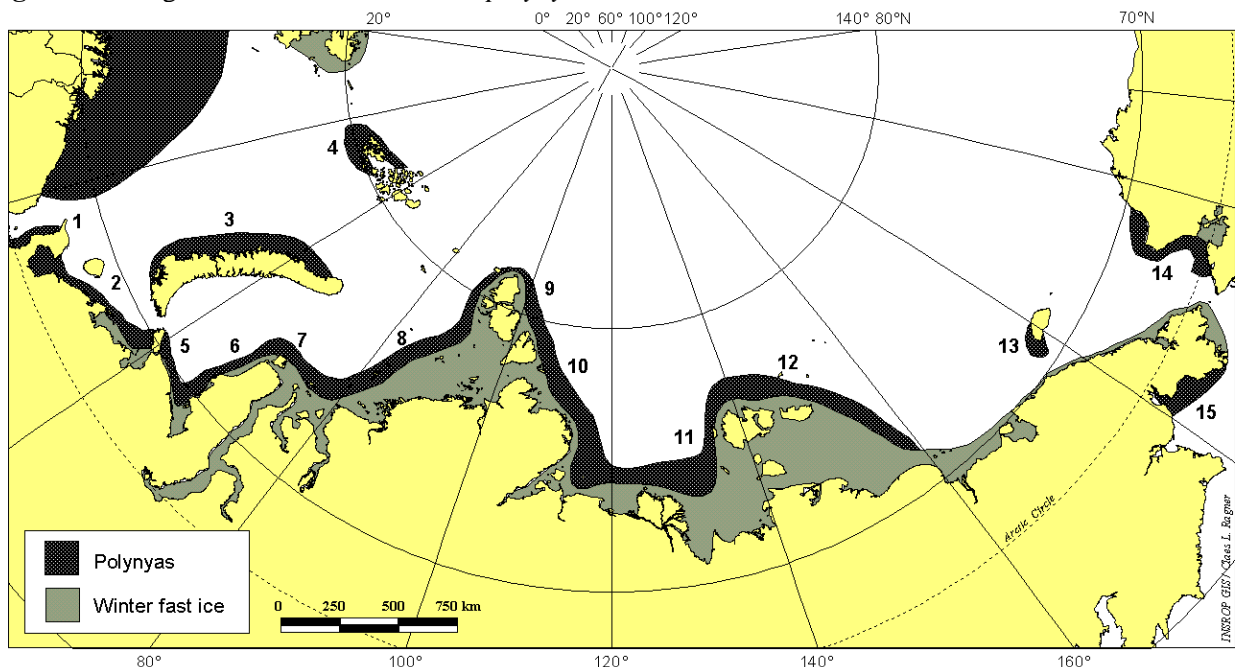 20° 0° 20° 60° 100° 120° 140° 80°N 70°N
4
1
3
2
9
14
5
6
7
8
10
12
13
11
15
Arctic Circle
Polynyas
Winter fast ice
0 250 500 750 km
INSROP GIS / Claes L. Ragner
80° 100° 120° 140° 160°